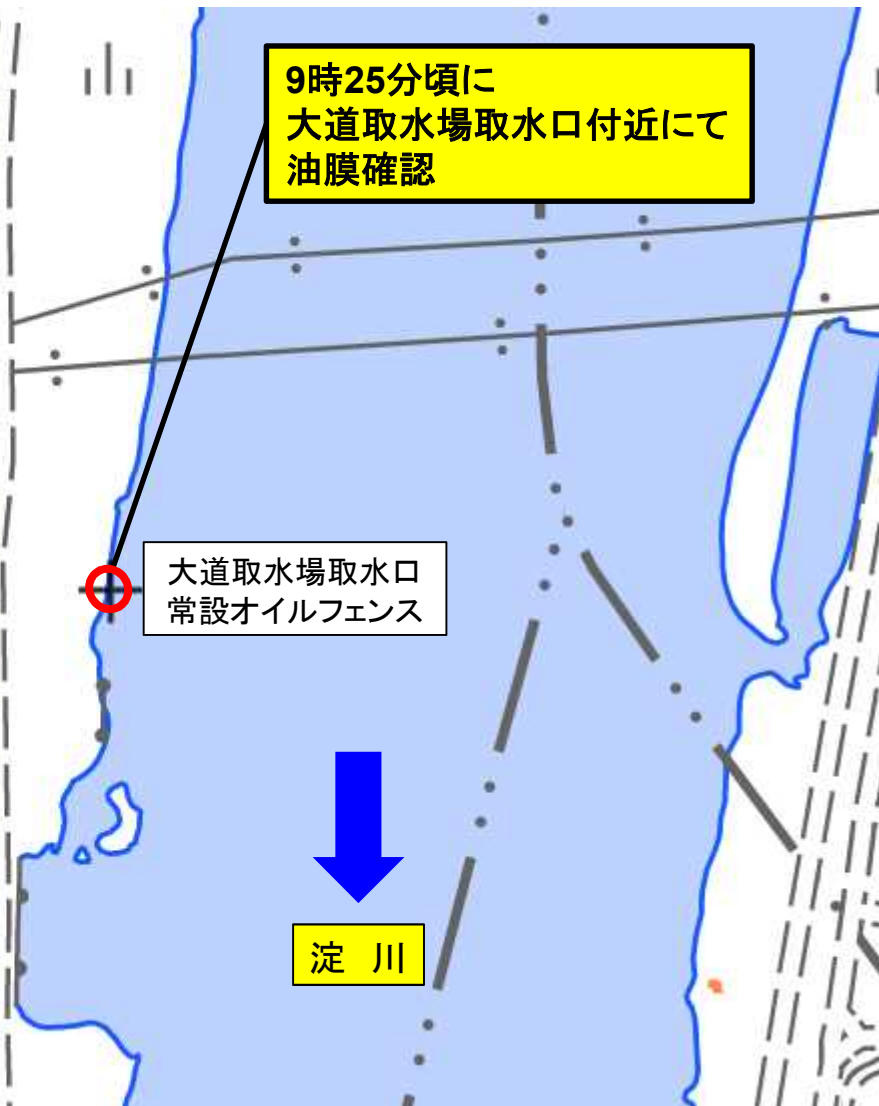 9時25分頃に
大道取水場取水口付近にて
油膜確認
大道取水場取水口
常設オイルフェンス
淀　川